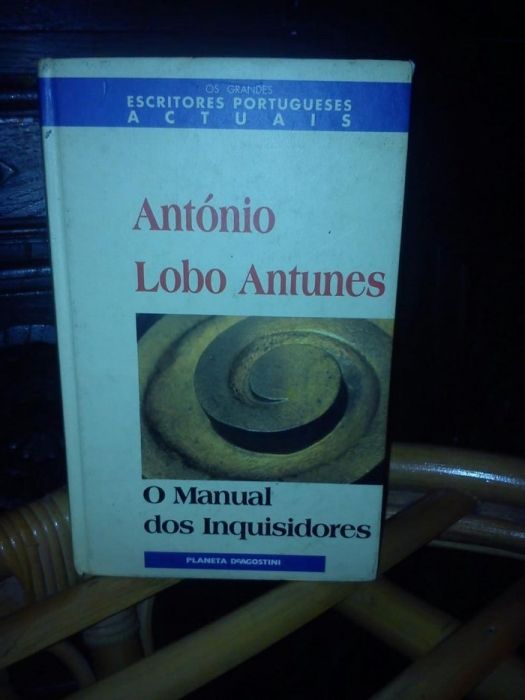 OS GRANDES
ESCRITORES PORTUGUESES
ACTUAIS
António
Lobo Antunes
O Manual
dos Inquisidores
PLANETA DeAGOSTINI